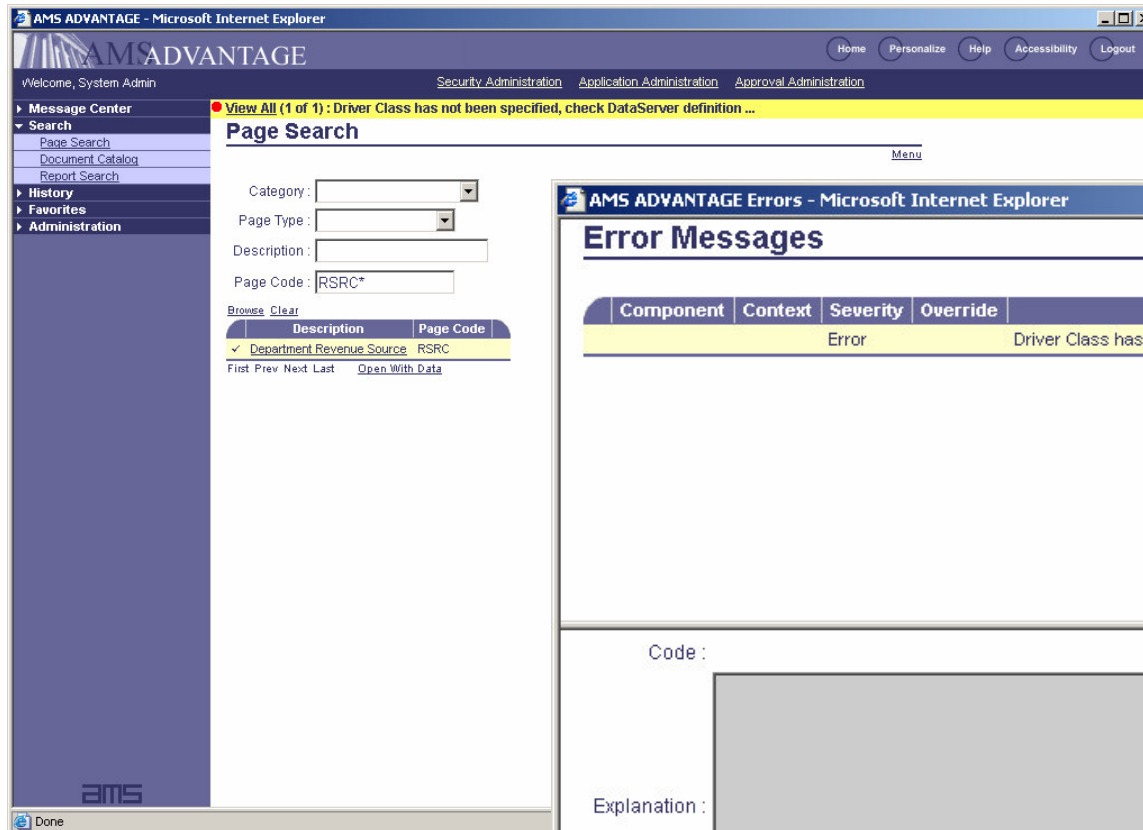 AMS ADVANTAGE - Microsoft Internet Explorer
AMSADVANTAGE
Home Personalize Help Accessibility Logout
Welcome, System Admin
Security Administration Application Administration Approval Administration
Message Center
Search
Page Search
Document Catalog
Report Search
History
Favorites
Administration
View All (1 of 1) : Driver Class has not been specified, check DataServer definition ...
Page Search
Menu
Category :
Page Type :
Description :
Page Code : RSRC*
Browse Clear
Description Page Code
Department Revenue Source RSRC
First Prev Next Last Open With Data
AMS ADVANTAGE Errors - Microsoft Internet Explorer
Error Messages
Component Context Severity Override
Error Driver Class has
Code :
Explanation :
ams
Done